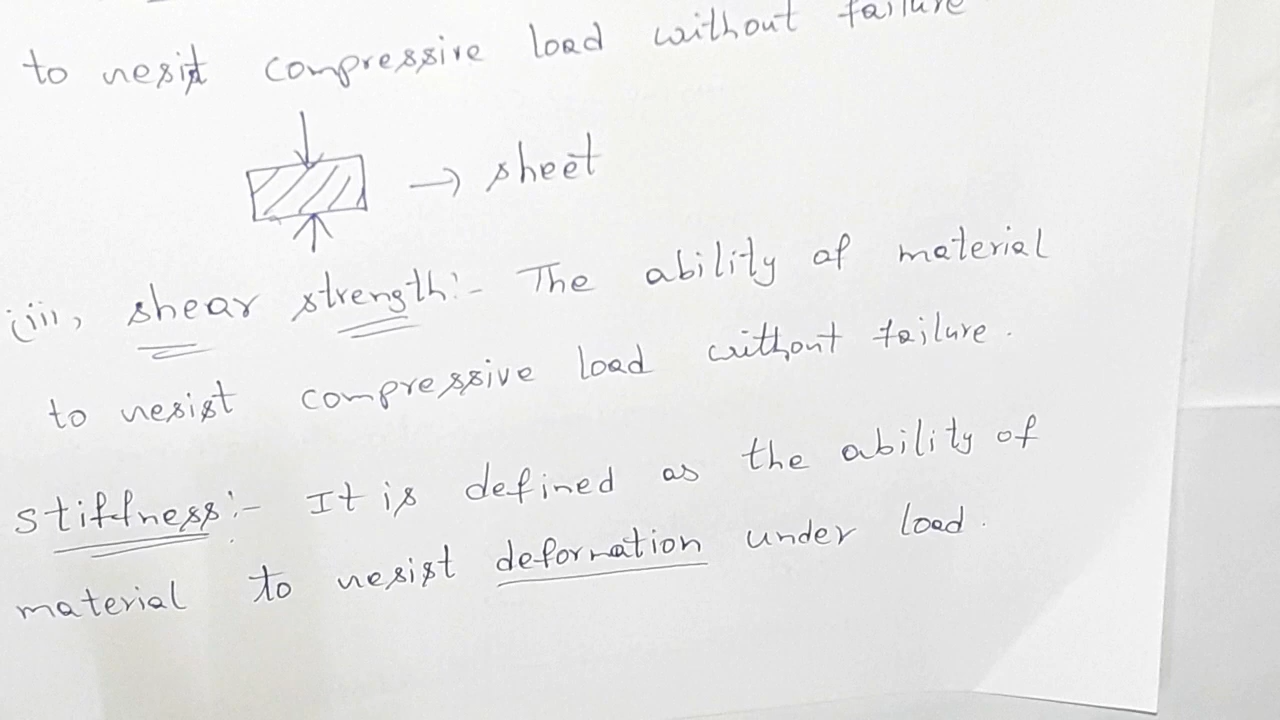 to resist compressive load without failure
→ sheet
(iii, shear strength:- The ability of material
to resist compressive load without failure.
stiffness:- It is defined as the ability of
material to resist deformation under load.